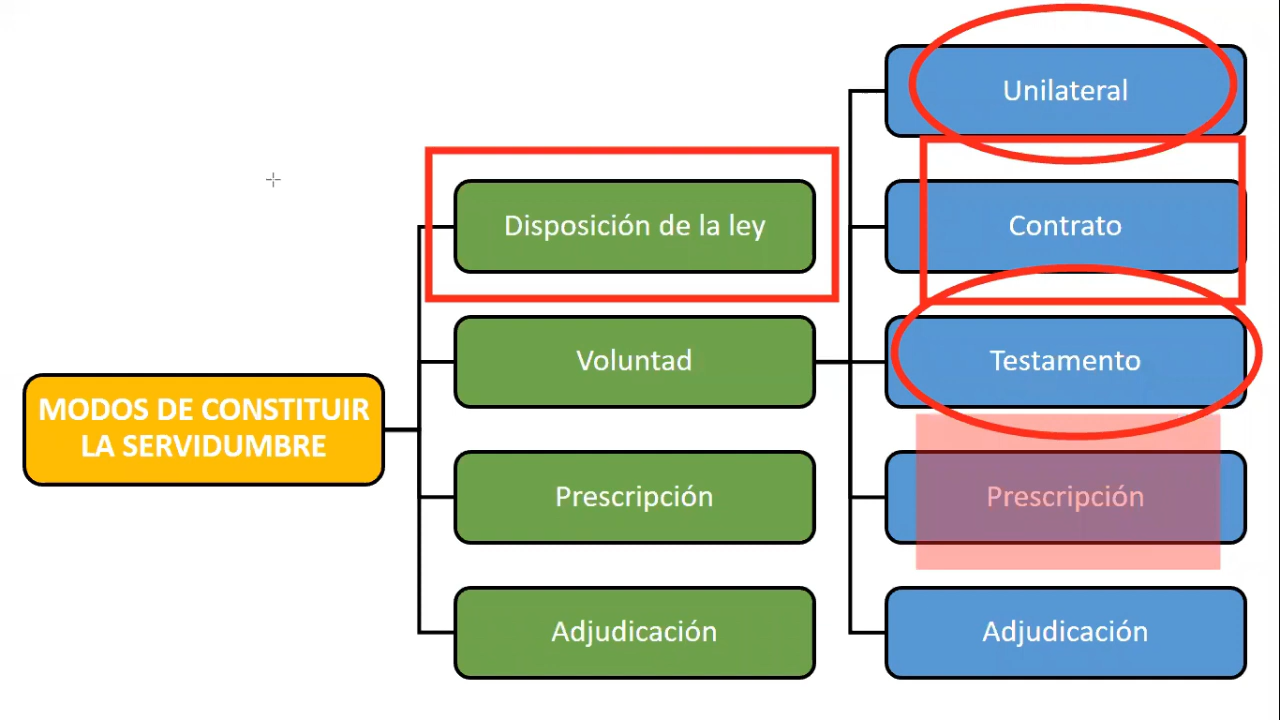 MODOS DE CONSTITUIR
LA SERVIDUMBRE
Disposición de la ley
Voluntad
Prescripción
Adjudicación
Unilateral
Contrato
Testamento
Prescripción
Adjudicación